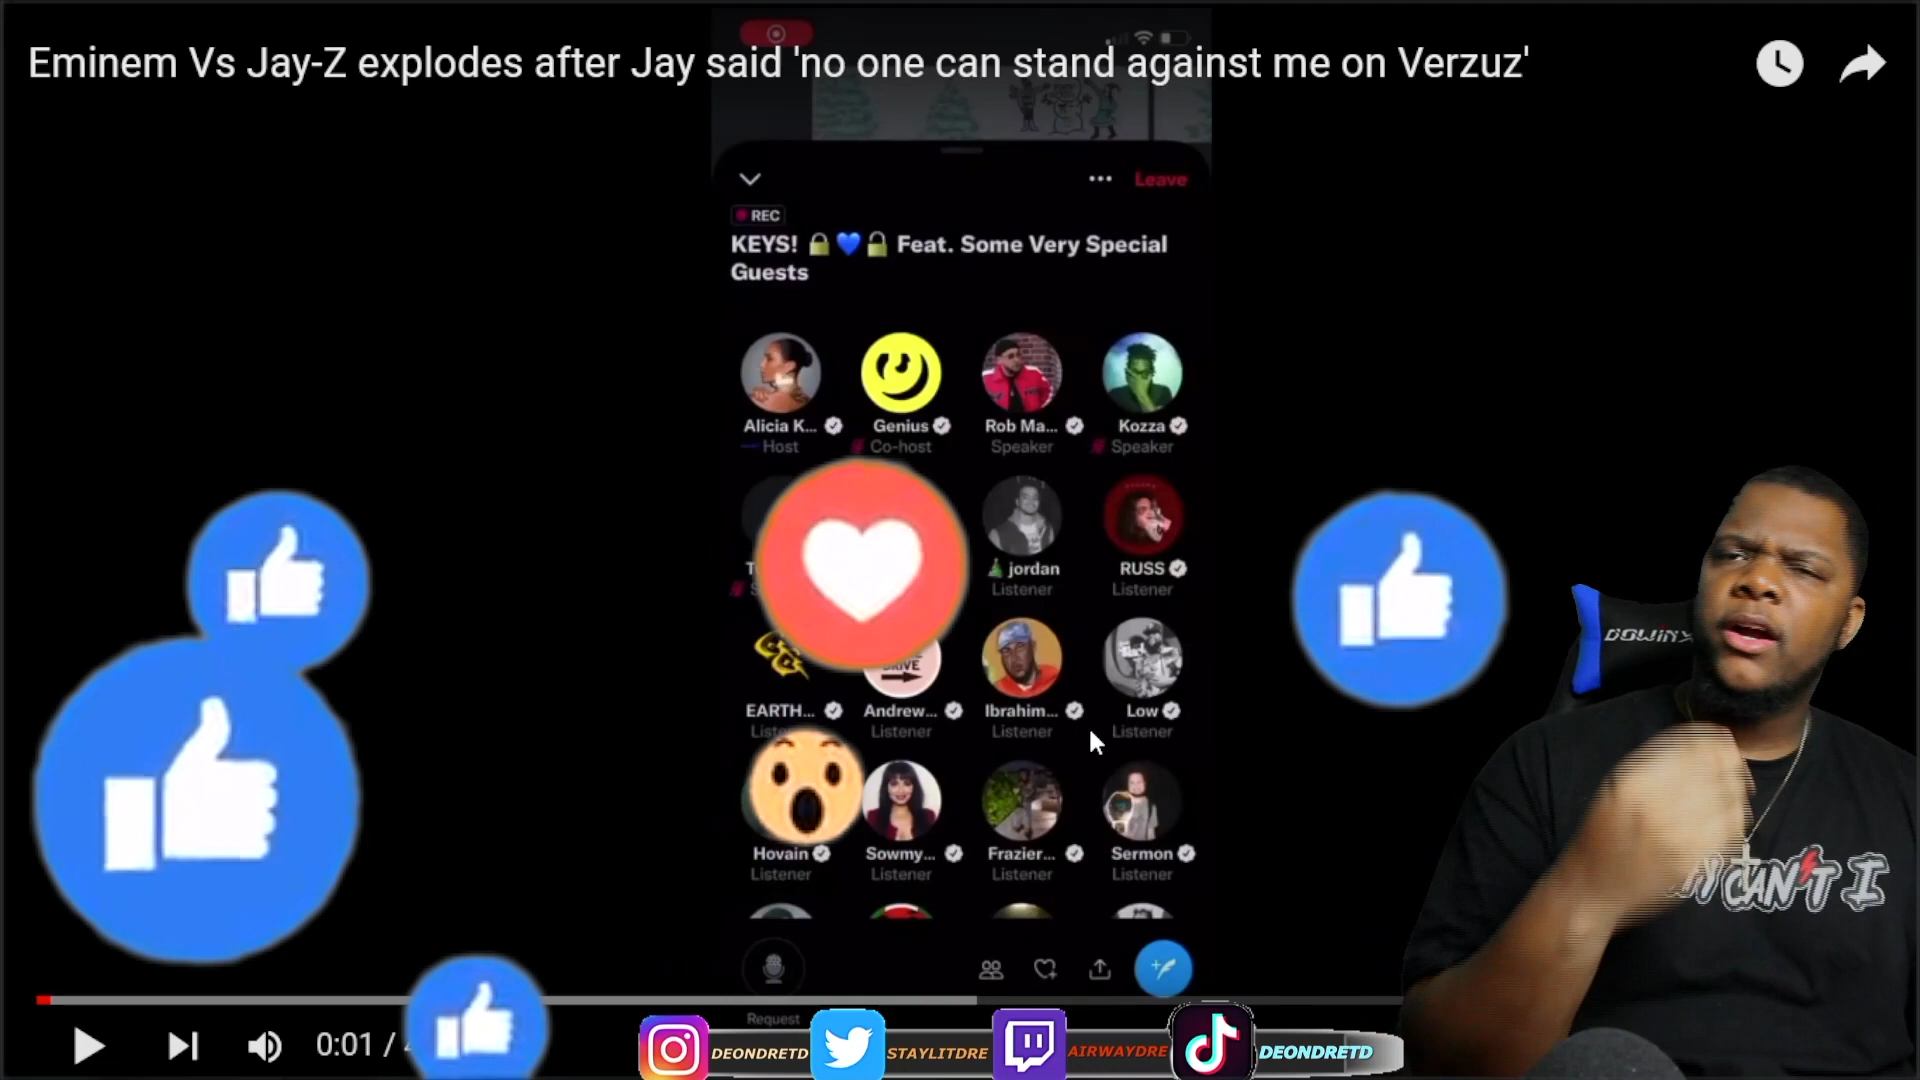 Eminem Vs Jay-Z explodes after Jay said 'no one can stand against me on Verzuz'
Leave
REC
KEYS! 🔒💙🔓 Feat. Some Very Special
Guests
Alicia K... Genius Rob Ma... Kozza
Host Co-host Speaker Speaker
jordan RUSS
Listener Listener
DRIVE
EARTH... Andrew... Ibrahim... Low
Listener Listener Listener
Hovain Sowmy... Frazier... Sermon
Listener Listener Listener Listener
CAN'T I
0:01 /
Request
DEONDRETD STAYLITDRE AIRWAYDRE DEONDRETD